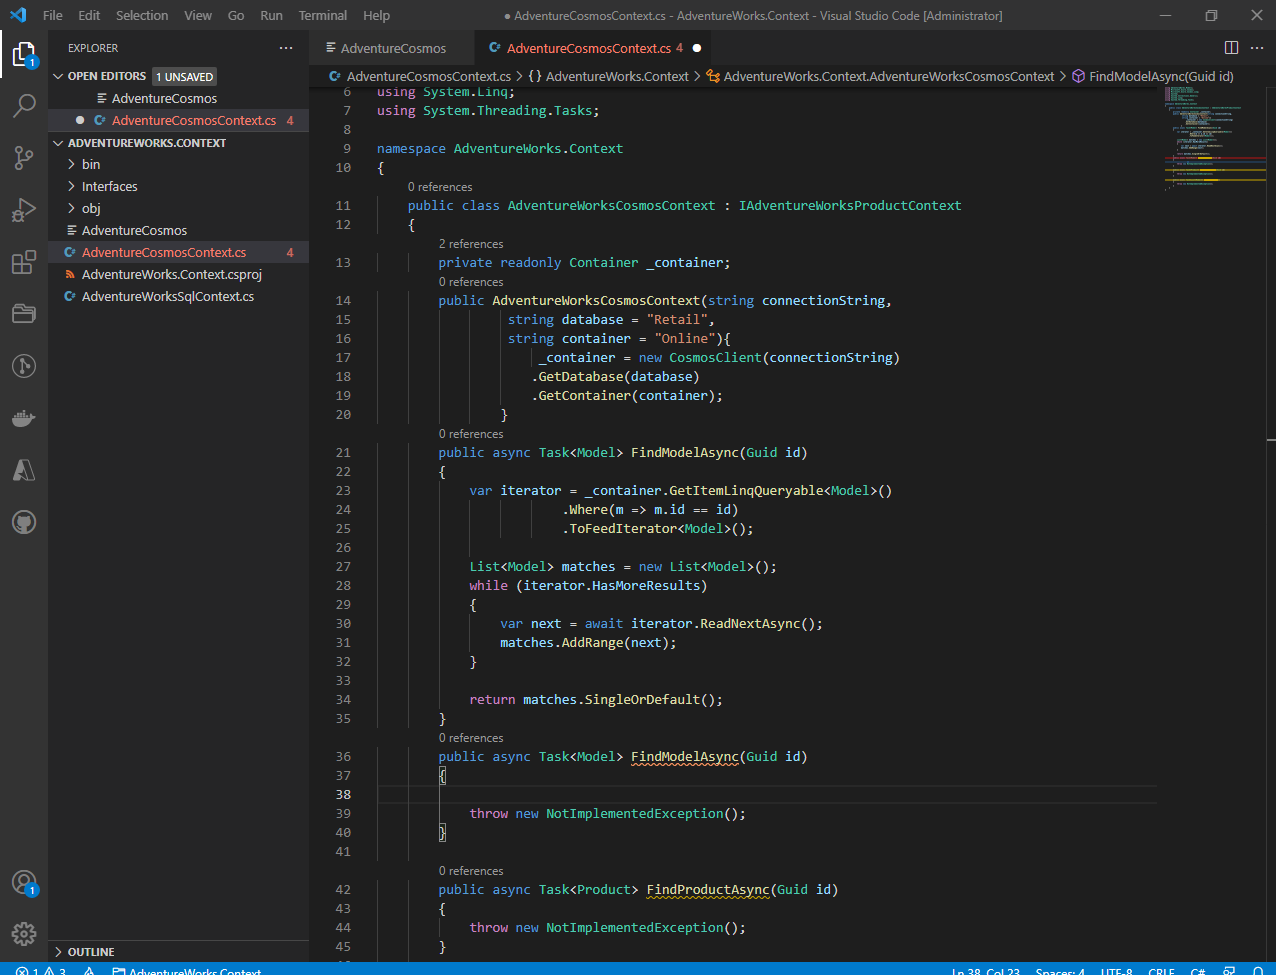 File Edit Selection View Go Run Terminal Help
● AdventureCosmosContext.cs - AdventureWorks.Context - Visual Studio Code [Administrator]
EXPLORER
OPEN EDITORS 1 UNSAVED
AdventureCosmos
AdventureCosmosContext.cs 4
ADVENTUREWORKS.CONTEXT
bin
Interfaces
obj
AdventureCosmos
AdventureCosmosContext.cs 4
AdventureWorks.Context.csproj
AdventureWorksSqlContext.cs
OUTLINE
1
1
AdventureCosmos
AdventureCosmosContext.cs 4
AdventureCosmosContext.cs > {} AdventureWorks.Context > AdventureWorks.Context.AdventureWorksCosmosContext > FindModelAsync(Guid id)
6 using System.Linq;
7 using System.Threading.Tasks;
8
9 namespace AdventureWorks.Context
10 {
0 references
11 public class AdventureWorksCosmosContext : IAdventureWorksProductContext
12 {
2 references
13 private readonly Container _container;
0 references
14 public AdventureWorksCosmosContext(string connectionString,
15 string database = "Retail",
16 string container = "Online"){
17 _container = new CosmosClient(connectionString)
18 .GetDatabase(database)
19 .GetContainer(container);
20 }
0 references
21 public async Task<Model> FindModelAsync(Guid id)
22 {
23 var iterator = _container.GetItemLinqQueryable<Model>()
24 .Where(m => m.id == id)
25 .ToFeedIterator<Model>();
26
27 List<Model> matches = new List<Model>();
28 while (iterator.HasMoreResults)
29 {
30 var next = await iterator.ReadNextAsync();
31 matches.AddRange(next);
32 }
33
34 return matches.SingleOrDefault();
35 }
0 references
36 public async Task<Model> FindModelAsync(Guid id)
37 {
38
39 throw new NotImplementedException();
40 }
41
0 references
42 public async Task<Product> FindProductAsync(Guid id)
43 {
44 throw new NotImplementedException();
45 }
1 3 AdventureWorks.Context
Ln 38, Col 23 Spaces: 4 UTF-8 CRLF C#